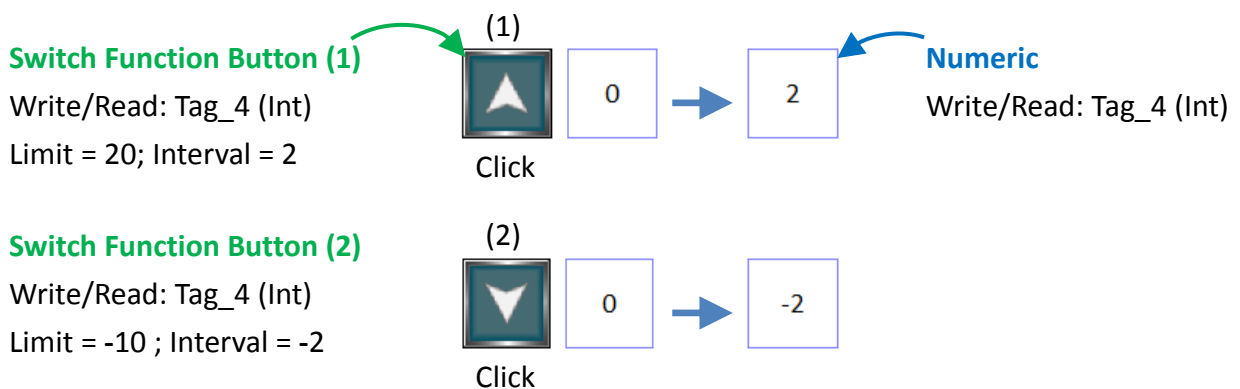 (1)
Switch Function Button (1)
Numeric
Write/Read: Tag_4 (Int)
0
2
Write/Read: Tag_4 (Int)
Limit = 20; Interval = 2
Click
(2)
Switch Function Button (2)
Write/Read: Tag_4 (Int)
0
-2
Limit = -10 ; Interval = -2
Click